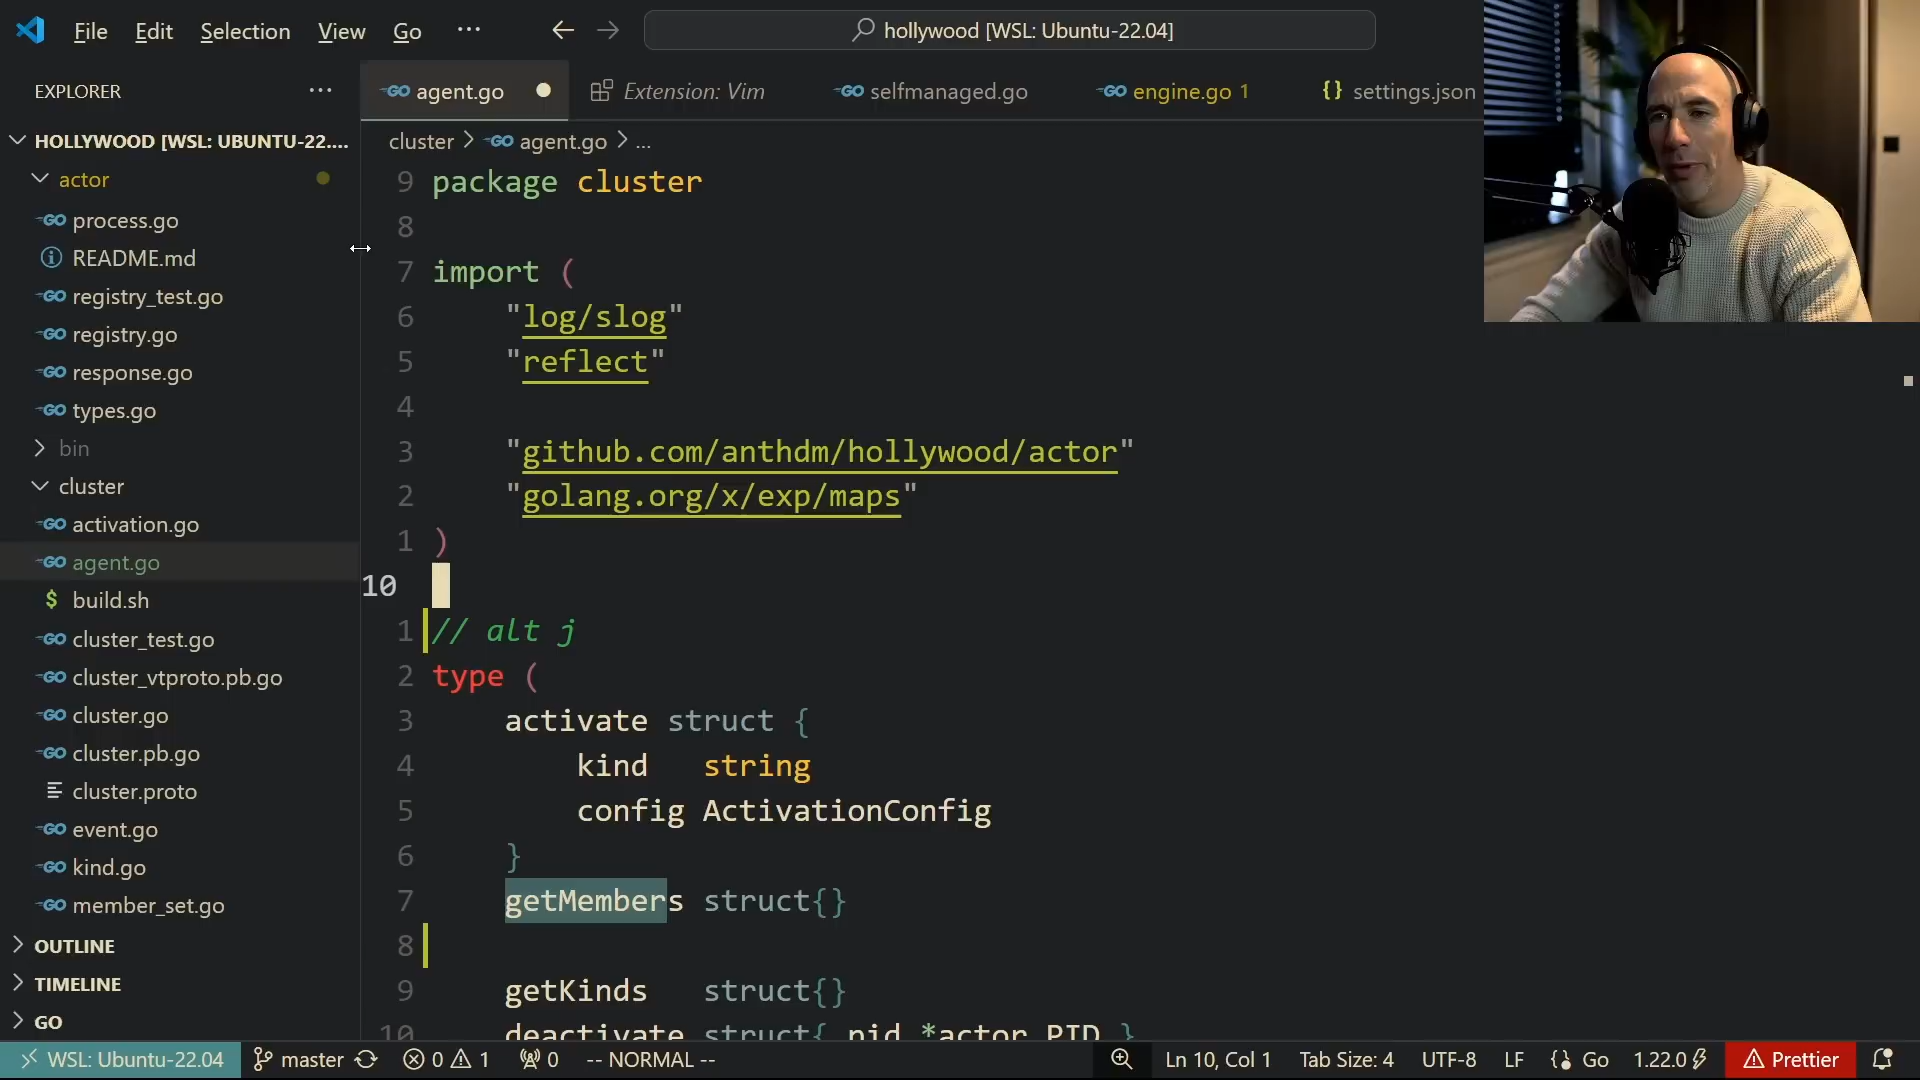 File Edit Selection View Go ··· hollywood [WSL: Ubuntu-22.04]
EXPLORER ···
agent.go Extension: Vim selfmanaged.go engine.go 1 {} settings.json
HOLLYWOOD [WSL: UBUNTU-22....
actor
process.go
README.md
registry_test.go
registry.go
response.go
types.go
bin
cluster
activation.go
agent.go
build.sh
cluster_test.go
cluster_vtproto.pb.go
cluster.go
cluster.pb.go
cluster.proto
event.go
kind.go
member_set.go
OUTLINE
TIMELINE
GO
cluster > agent.go > ...
9 package cluster
8
7 import (
6 "log/slog"
5 "reflect"
4
3 "github.com/anthdm/hollywood/actor"
2 "golang.org/x/exp/maps"
1 )
10
1 // alt j
2 type (
3 activate struct {
4 kind string
5 config ActivationConfig
6 }
7 getMembers struct{}
8
9 getKinds struct{}
10 deactivate struct{ pid *actor.PID }
WSL: Ubuntu-22.04 master 0 1 0 -- NORMAL -- Ln 10, Col 1 Tab Size: 4 UTF-8 LF Go 1.22.0 Prettier